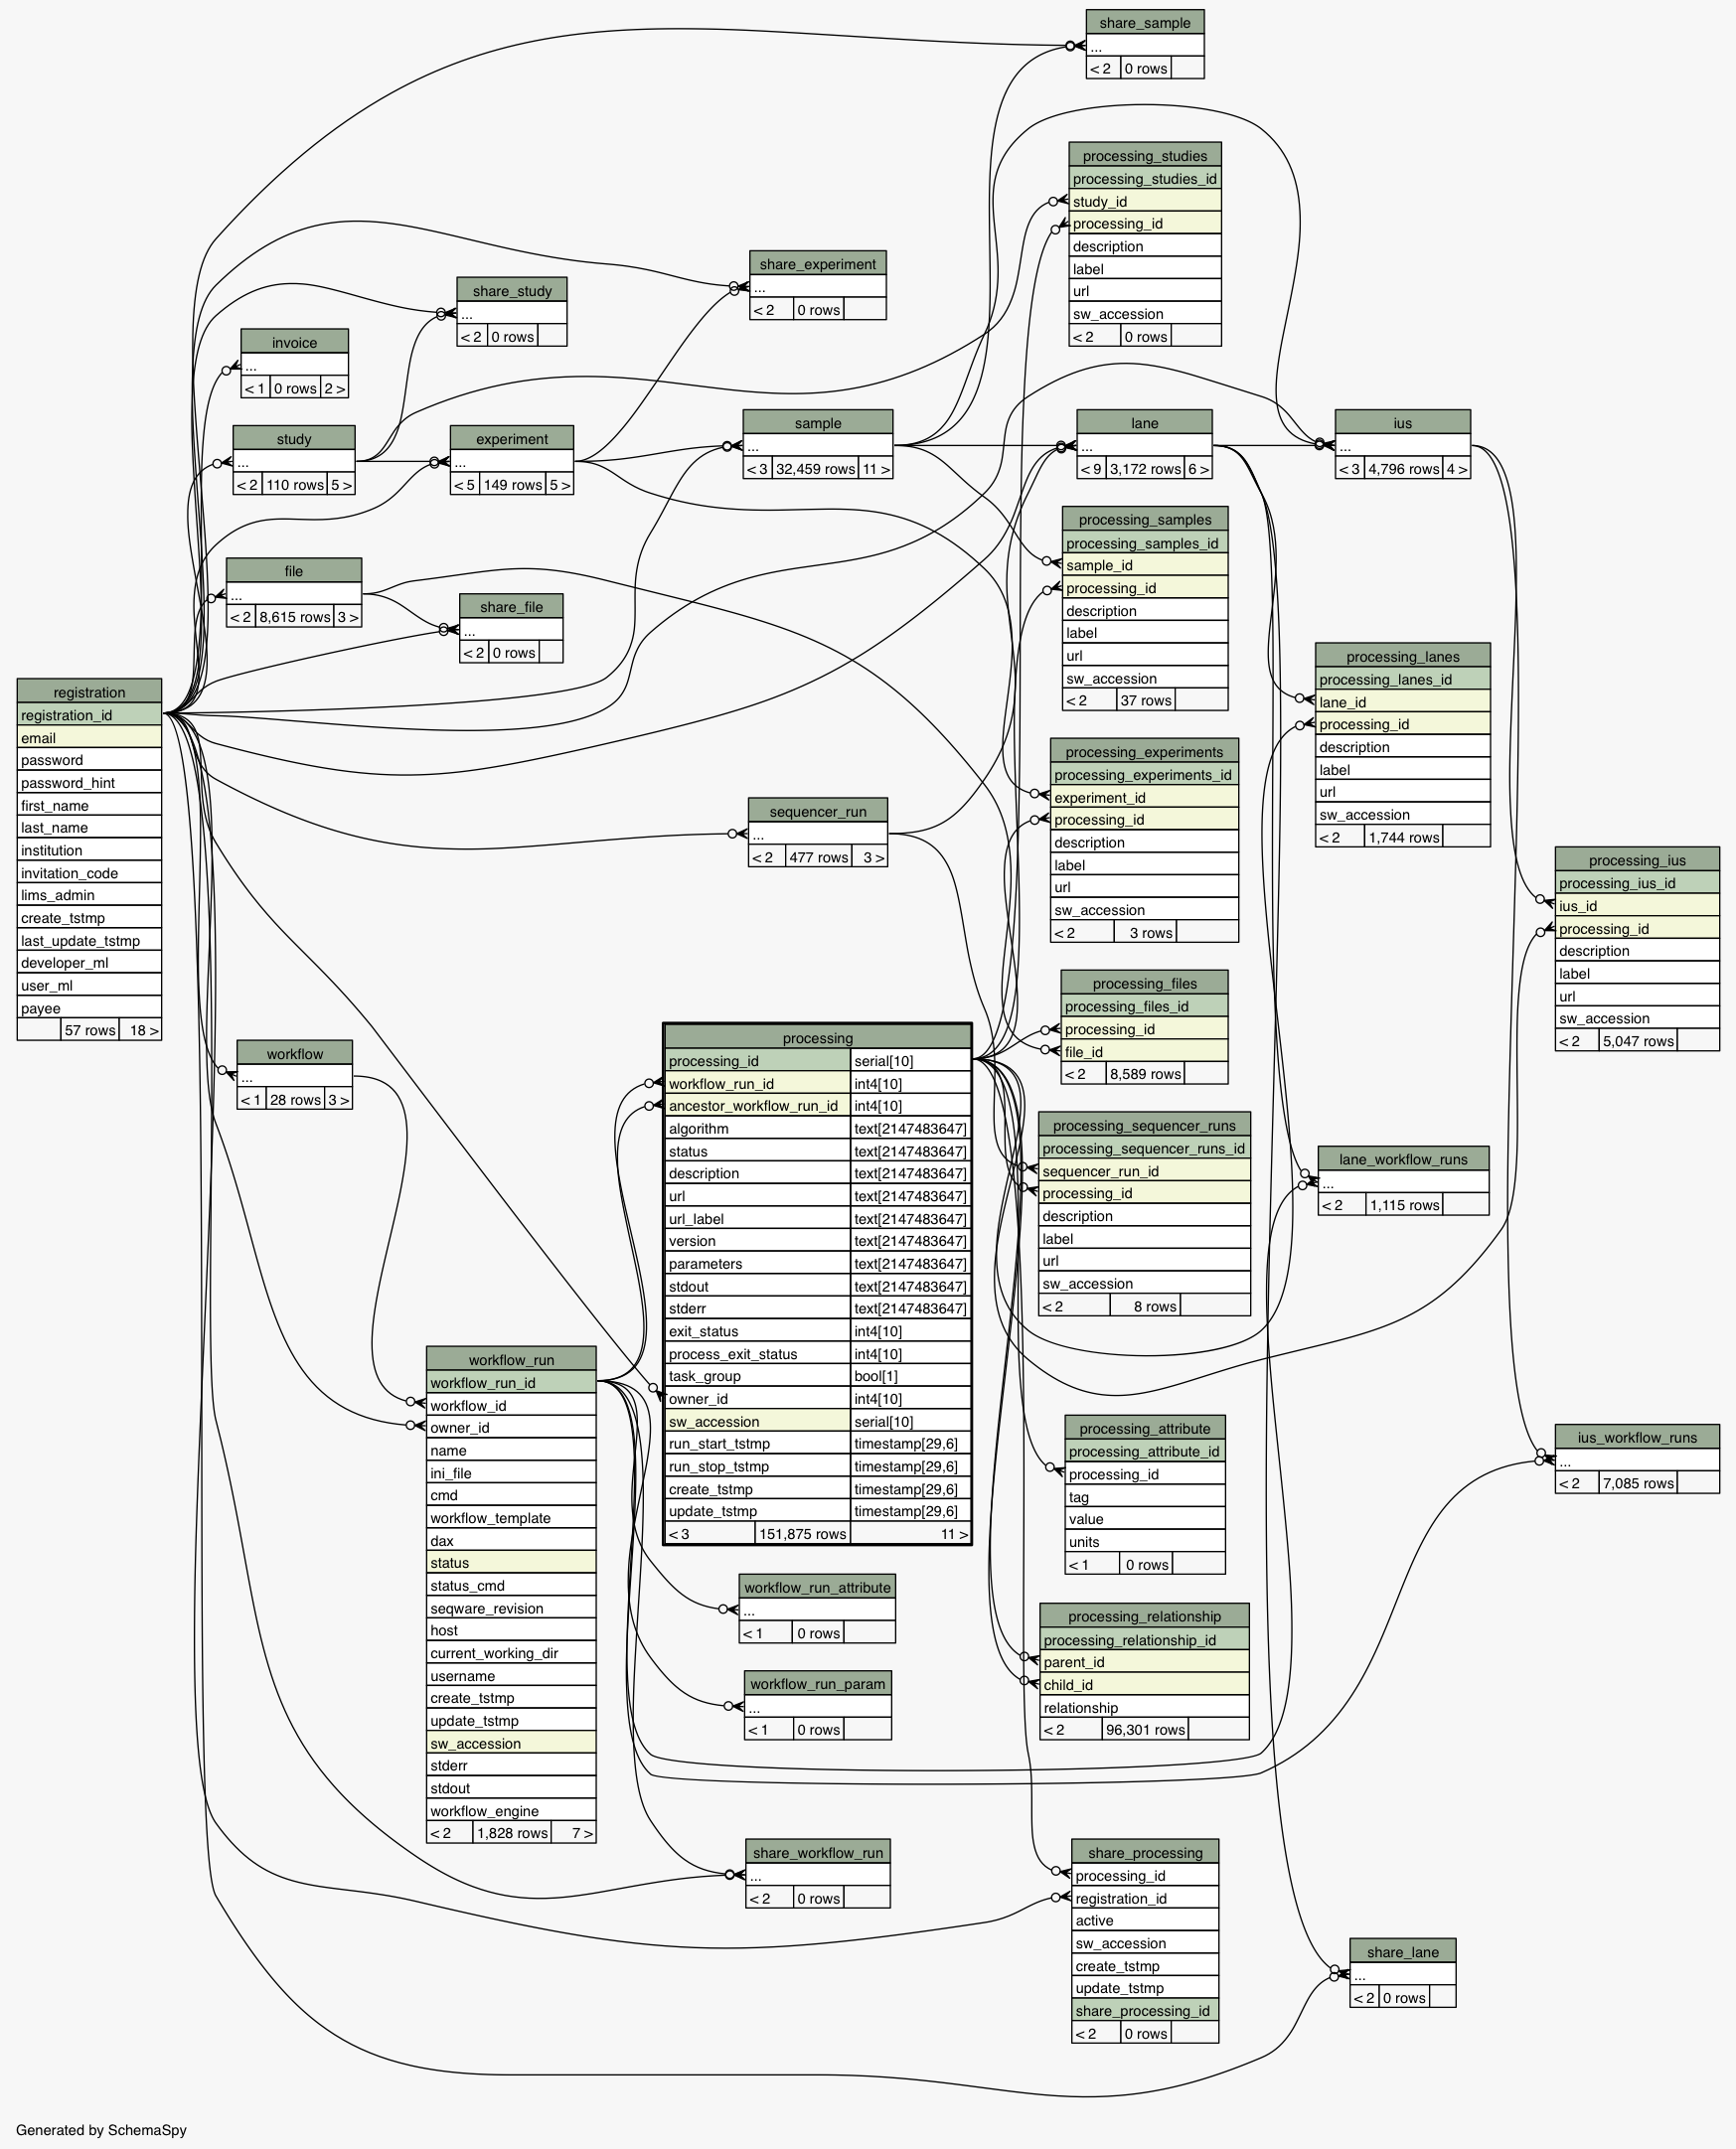 share_sample
...
< 2 0 rows
processing_studies
processing_studies_id
study_id
processing_id
description
label
url
sw_accession
< 2 0 rows
share_experiment
...
< 2 0 rows
share_study
...
< 2 0 rows
invoice
...
< 1 0 rows 2 >
study
...
< 2 110 rows 5 >
experiment
...
< 5 149 rows 5 >
sample
...
< 3 32,459 rows 11 >
lane
...
< 9 3,172 rows 6 >
ius
...
< 3 4,796 rows 4 >
processing_samples
processing_samples_id
sample_id
processing_id
description
label
url
sw_accession
< 2 37 rows
file
...
< 2 8,615 rows 3 >
share_file
...
< 2 0 rows
processing_lanes
processing_lanes_id
lane_id
processing_id
description
label
url
sw_accession
< 2 1,744 rows
registration
registration_id
email
password
password_hint
first_name
last_name
institution
invitation_code
lims_admin
create_tstmp
last_update_tstmp
developer_ml
user_ml
payee
57 rows 18 >
processing_experiments
processing_experiments_id
experiment_id
processing_id
description
label
url
sw_accession
< 2 3 rows
sequencer_run
...
< 2 477 rows 3 >
processing_ius
processing_ius_id
ius_id
processing_id
description
label
url
sw_accession
< 2 5,047 rows
processing_files
processing_files_id
processing_id
file_id
< 2 8,589 rows
workflow
...
< 1 28 rows 3 >
processing
processing_id serial[10]
workflow_run_id int4[10]
ancestor_workflow_run_id int4[10]
algorithm text[2147483647]
status text[2147483647]
description text[2147483647]
url text[2147483647]
url_label text[2147483647]
version text[2147483647]
parameters text[2147483647]
stdout text[2147483647]
stderr text[2147483647]
exit_status int4[10]
process_exit_status int4[10]
task_group bool[1]
owner_id int4[10]
sw_accession serial[10]
run_start_tstmp timestamp[29,6]
run_stop_tstmp timestamp[29,6]
create_tstmp timestamp[29,6]
update_tstmp timestamp[29,6]
< 3 151,875 rows 11 >
processing_sequencer_runs
processing_sequencer_runs_id
sequencer_run_id
processing_id
description
label
url
sw_accession
< 2 8 rows
lane_workflow_runs
...
< 2 1,115 rows
workflow_run
workflow_run_id
workflow_id
owner_id
name
ini_file
cmd
workflow_template
dax
status
status_cmd
seqware_revision
host
current_working_dir
username
create_tstmp
update_tstmp
sw_accession
stderr
stdout
workflow_engine
< 2 1,828 rows 7 >
processing_attribute
processing_attribute_id
processing_id
tag
value
units
< 1 0 rows
ius_workflow_runs
...
< 2 7,085 rows
workflow_run_attribute
...
< 1 0 rows
processing_relationship
processing_relationship_id
parent_id
child_id
relationship
< 2 96,301 rows
workflow_run_param
...
< 1 0 rows
share_workflow_run
...
< 2 0 rows
share_processing
processing_id
registration_id
active
sw_accession
create_tstmp
update_tstmp
share_processing_id
< 2 0 rows
share_lane
...
< 2 0 rows
Generated by SchemaSpy